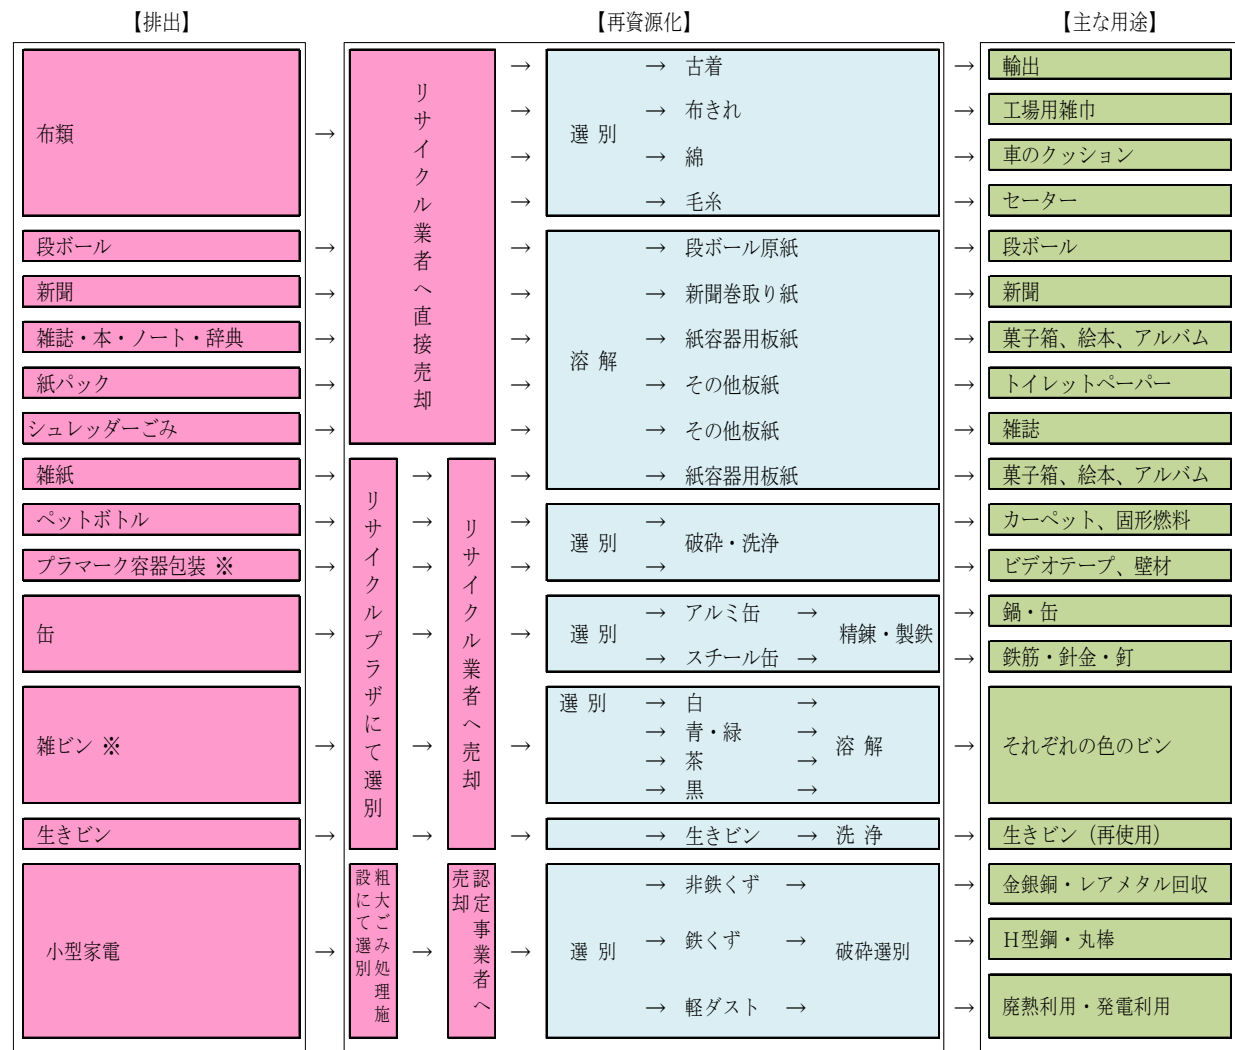 【排出】 【再資源化】 【主な用途】
布類 → リサイクル業者へ直接売却 → 選別 → 古着 → 輸出
→ → 布きれ → 工場用雑巾
→ → 綿 → 車のクッション
→ → 毛糸 → セーター
段ボール → → 溶解 → 段ボール原紙 → 段ボール
新聞 → → → 新聞巻取り紙 → 新聞
雑誌・本・ノート・辞典 → → → 紙容器用板紙 → 菓子箱、絵本、アルバム
紙パック → → → その他板紙 → トイレットペーパー
シュレッダーごみ → → → その他板紙 → 雑誌
雑紙 → リサイクルプラザにて選別 → リサイクル業者へ売却 → → 紙容器用板紙 → 菓子箱、絵本、アルバム
ペットボトル → → → 選別 → 破砕・洗浄 → カーペット、固形燃料
プラマーク容器包装 ※ → → → → → ビデオテープ、壁材
缶 → → → 選別 → アルミ缶 → 精錬・製鉄 → 鍋・缶
→ スチール缶 → → 鉄筋・針金・釘
雑ビン ※ → → → 選別 → 白 → 溶解 → それぞれの色のビン
→ 青・緑 →
→ 茶 →
→ 黒 →
生きビン → → → → 生きビン → 洗浄 → 生きビン（再使用）
小型家電 → 粗大ごみ処理施設にて選別 → 認定事業者へ売却 → 選別 → 非鉄くず → 破砕選別 → 金銀銅・レアメタル回収
→ 鉄くず → → H型鋼・丸棒
→ 軽ダスト → → 廃熱利用・発電利用